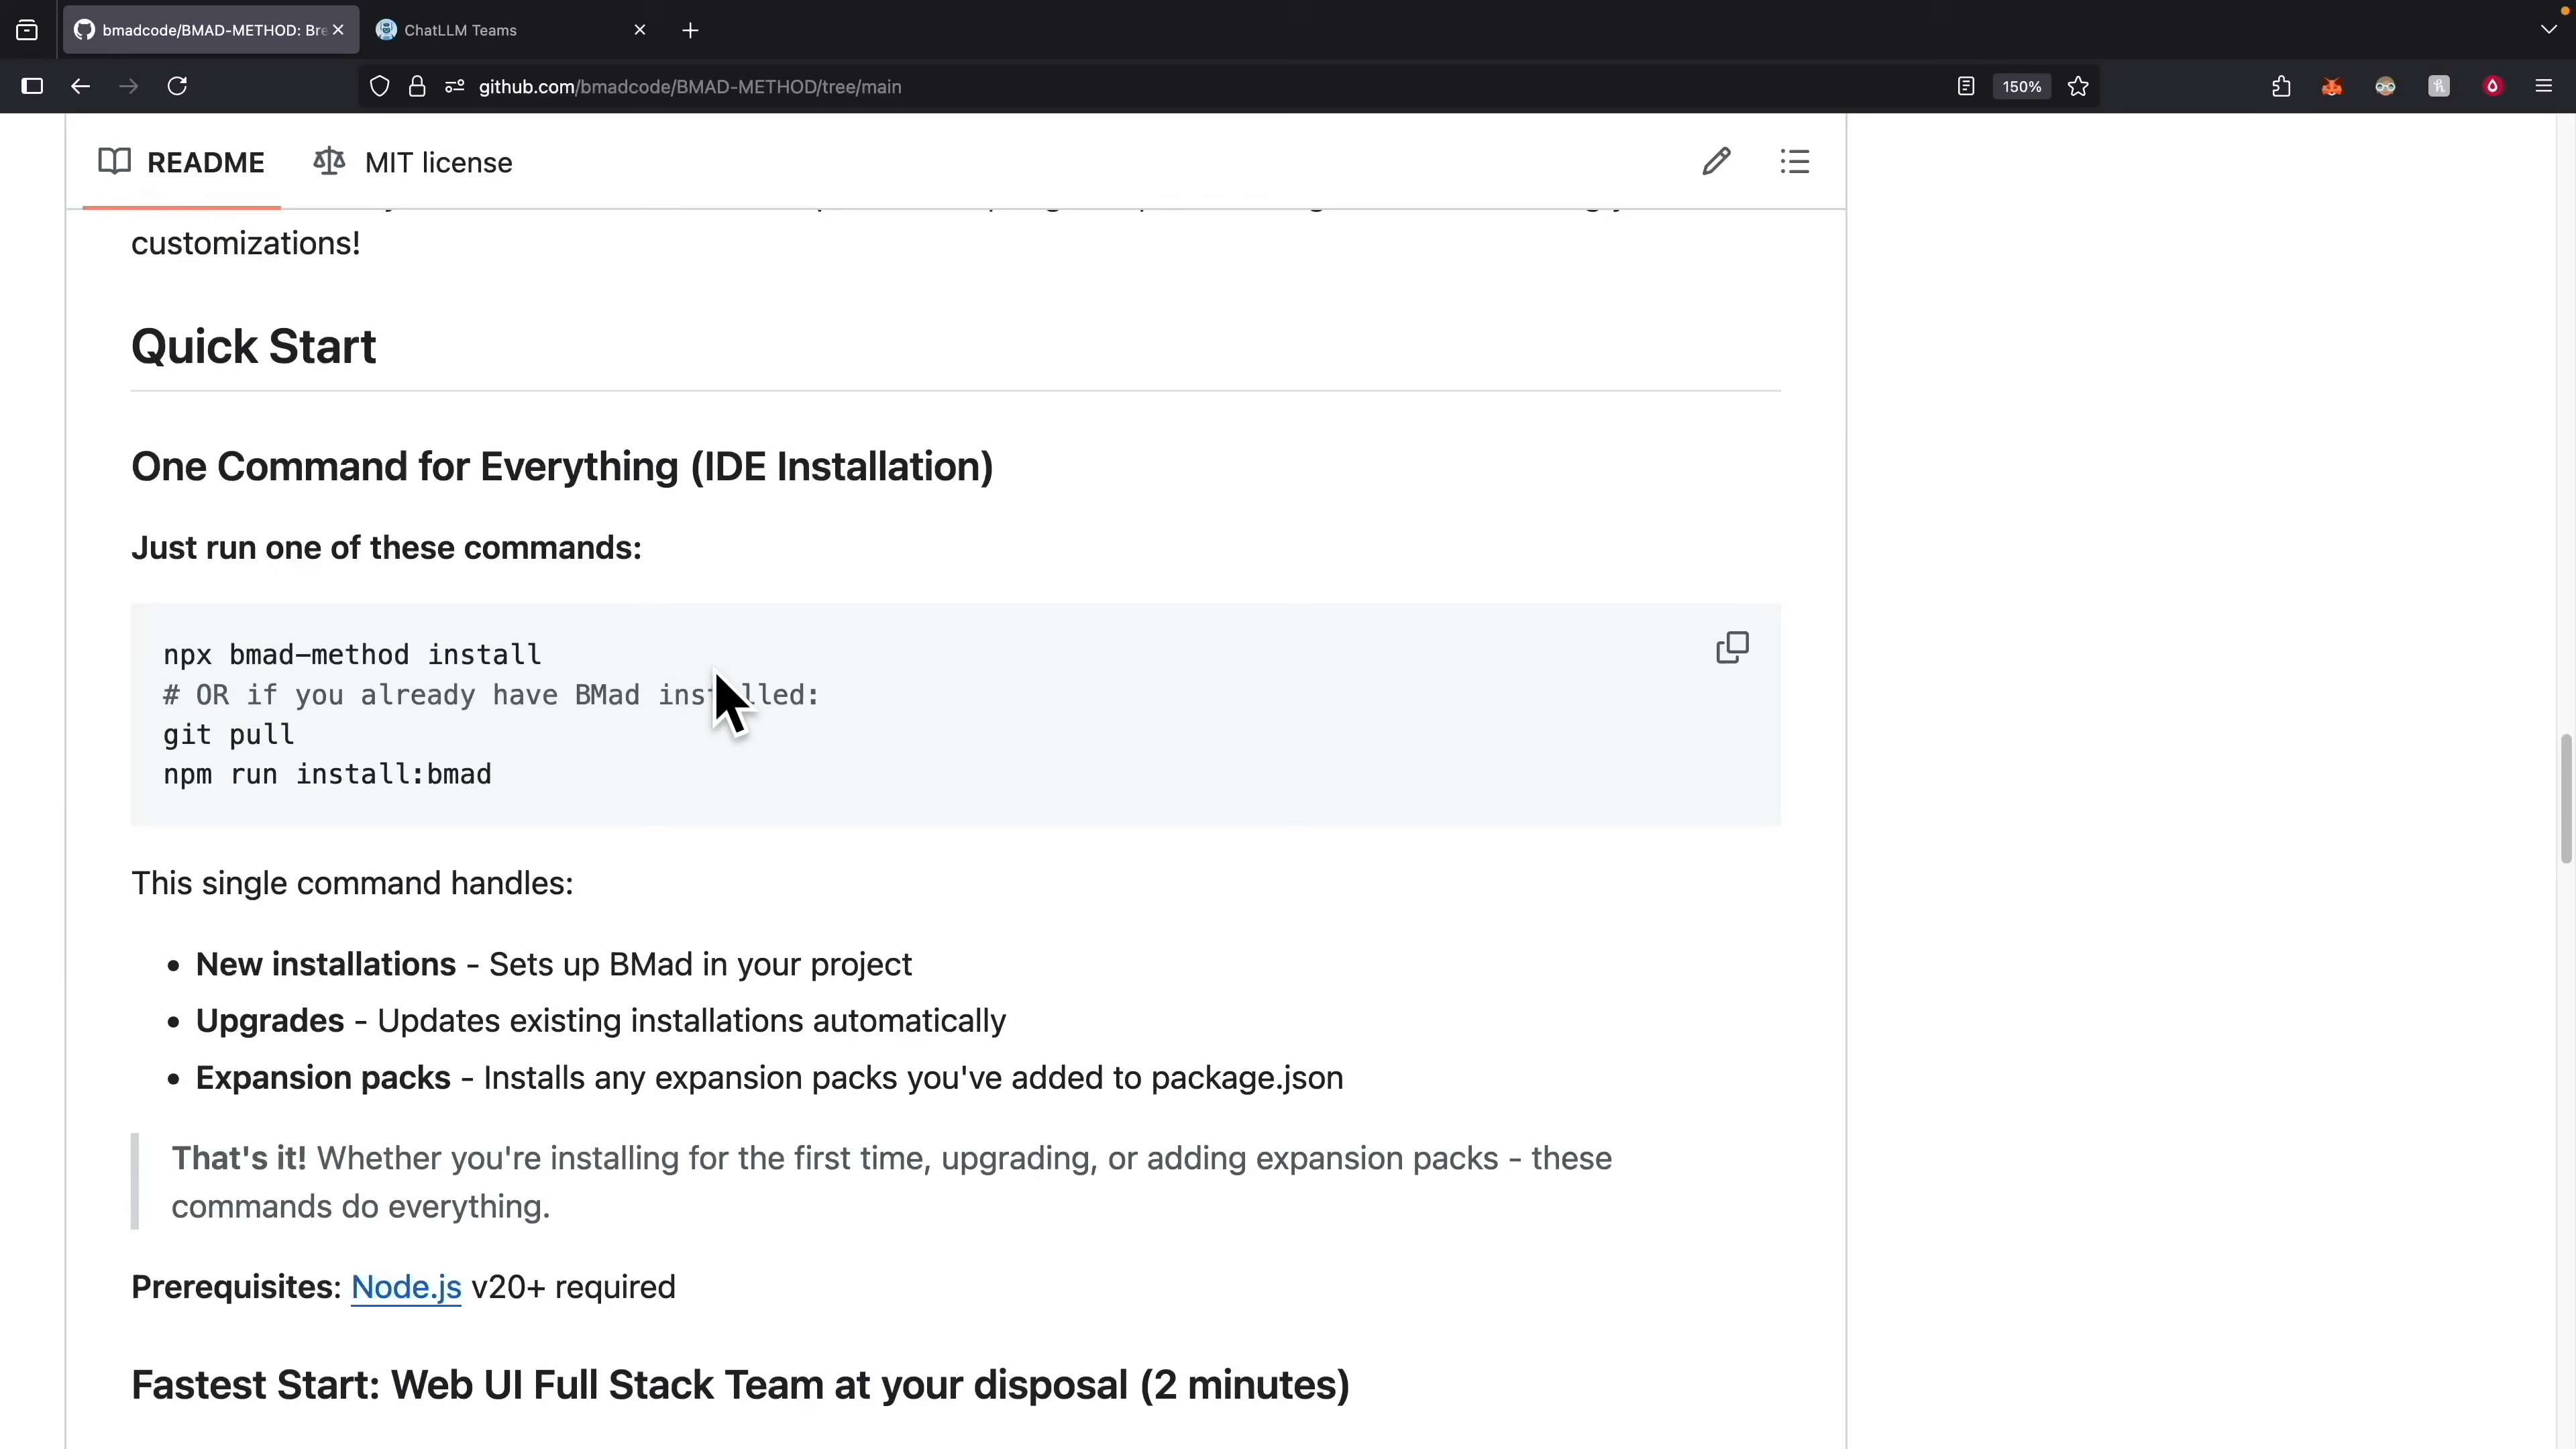 bmadcode/BMAD-METHOD: Bre
ChatLLM Teams
github.com/bmadcode/BMAD-METHOD/tree/main
150%
README
MIT license
customizations!
Quick Start
One Command for Everything (IDE Installation)
Just run one of these commands:
npx bmad-method install
# OR if you already have BMad installed:
git pull
npm run install:bmad
This single command handles:
• New installations - Sets up BMad in your project
• Upgrades - Updates existing installations automatically
• Expansion packs - Installs any expansion packs you've added to package.json
That's it! Whether you're installing for the first time, upgrading, or adding expansion packs - these
commands do everything.
Prerequisites: Node.js v20+ required
Fastest Start: Web UI Full Stack Team at your disposal (2 minutes)